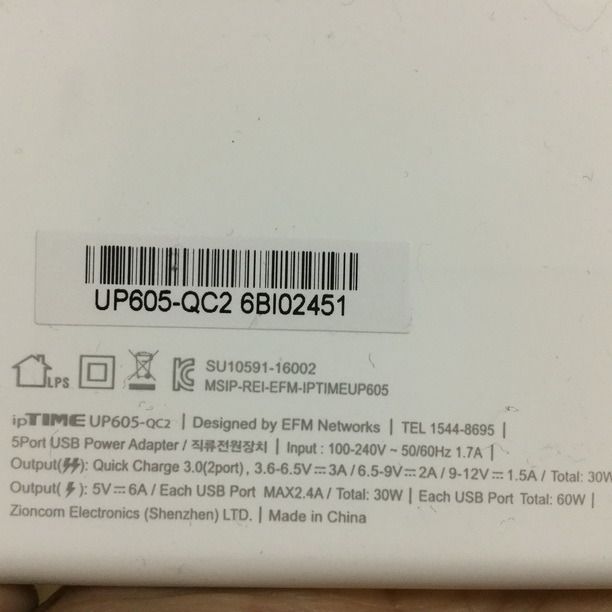 UP605-QC2 6BI02451
LPS
SU10591-16002
MSIP-REI-EFM-IPTIMEUP605
ipTIME UP605-QC2 | Designed by EFM Networks | TEL 1544-8695 |
5Port USB Power Adapter / 직류전원장치 | Input : 100-240V ~ 50/60Hz 1.7A |
Output(⚡⚡): Quick Charge 3.0(2port), 3.6-6.5V⎓3A / 6.5-9V⎓2A / 9-12V⎓1.5A / Total: 30W
Output(⚡): 5V⎓6A / Each USB Port MAX2.4A / Total: 30W | Each USB Port Total: 60W |
Zioncom Electronics (Shenzhen) LTD. | Made in China